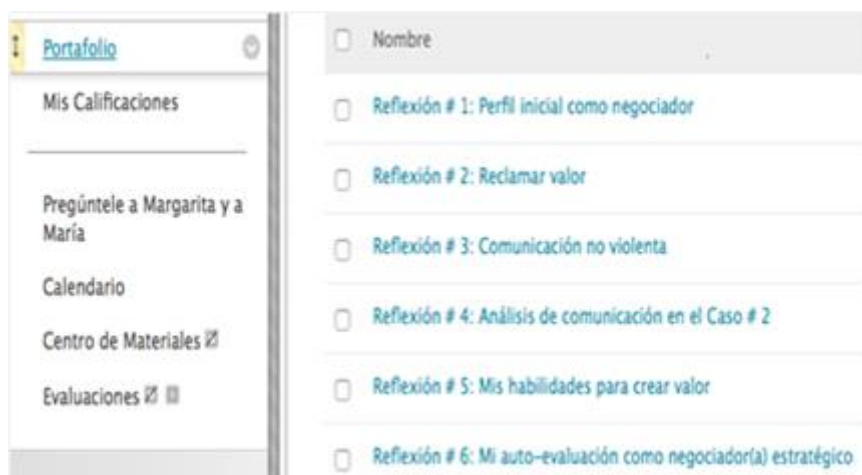 Portafolio
Mis Calificaciones
Pregúntele a Margarita y a
María
Calendario
Centro de Materiales
Evaluaciones
Nombre
Reflexión # 1: Perfil inicial como negociador
Reflexión # 2: Reclamar valor
Reflexión # 3: Comunicación no violenta
Reflexión # 4: Análisis de comunicación en el Caso # 2
Reflexión # 5: Mis habilidades para crear valor
Reflexión # 6: Mi auto-evaluación como negociador(a) estratégico